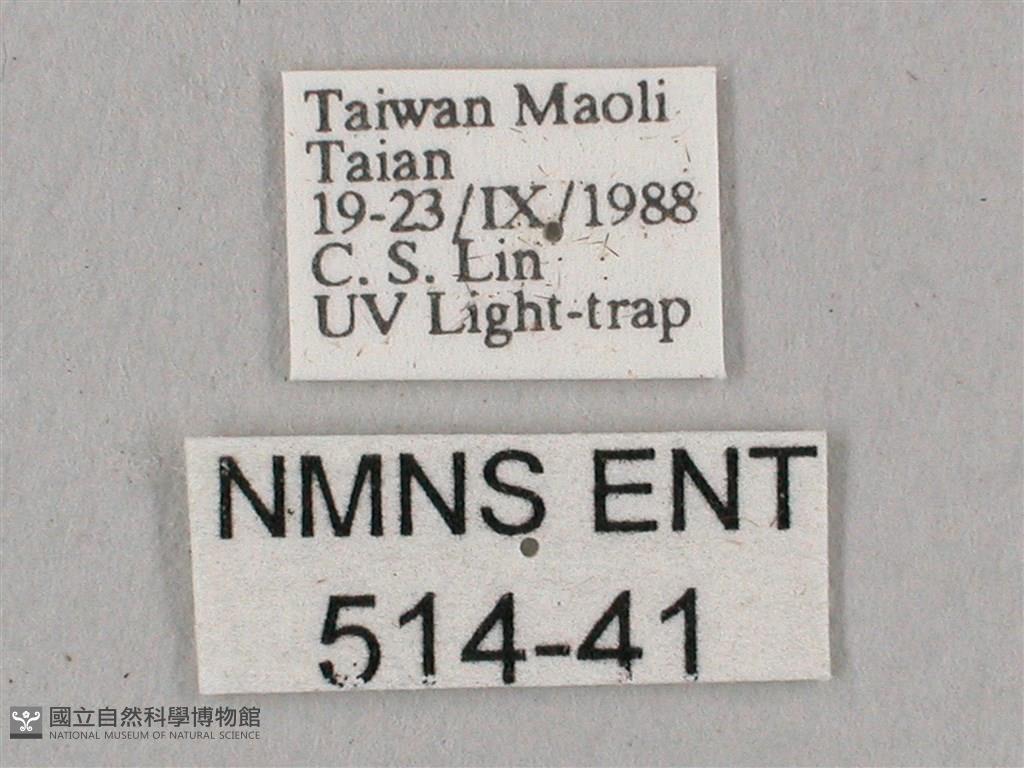 Taiwan Maoli
Taian
19-23/IX/1988
C. S. Lin
UV Light-trap
NMNS ENT
514-41
國立自然科學博物館
NATIONAL MUSEUM OF NATURAL SCIENCE